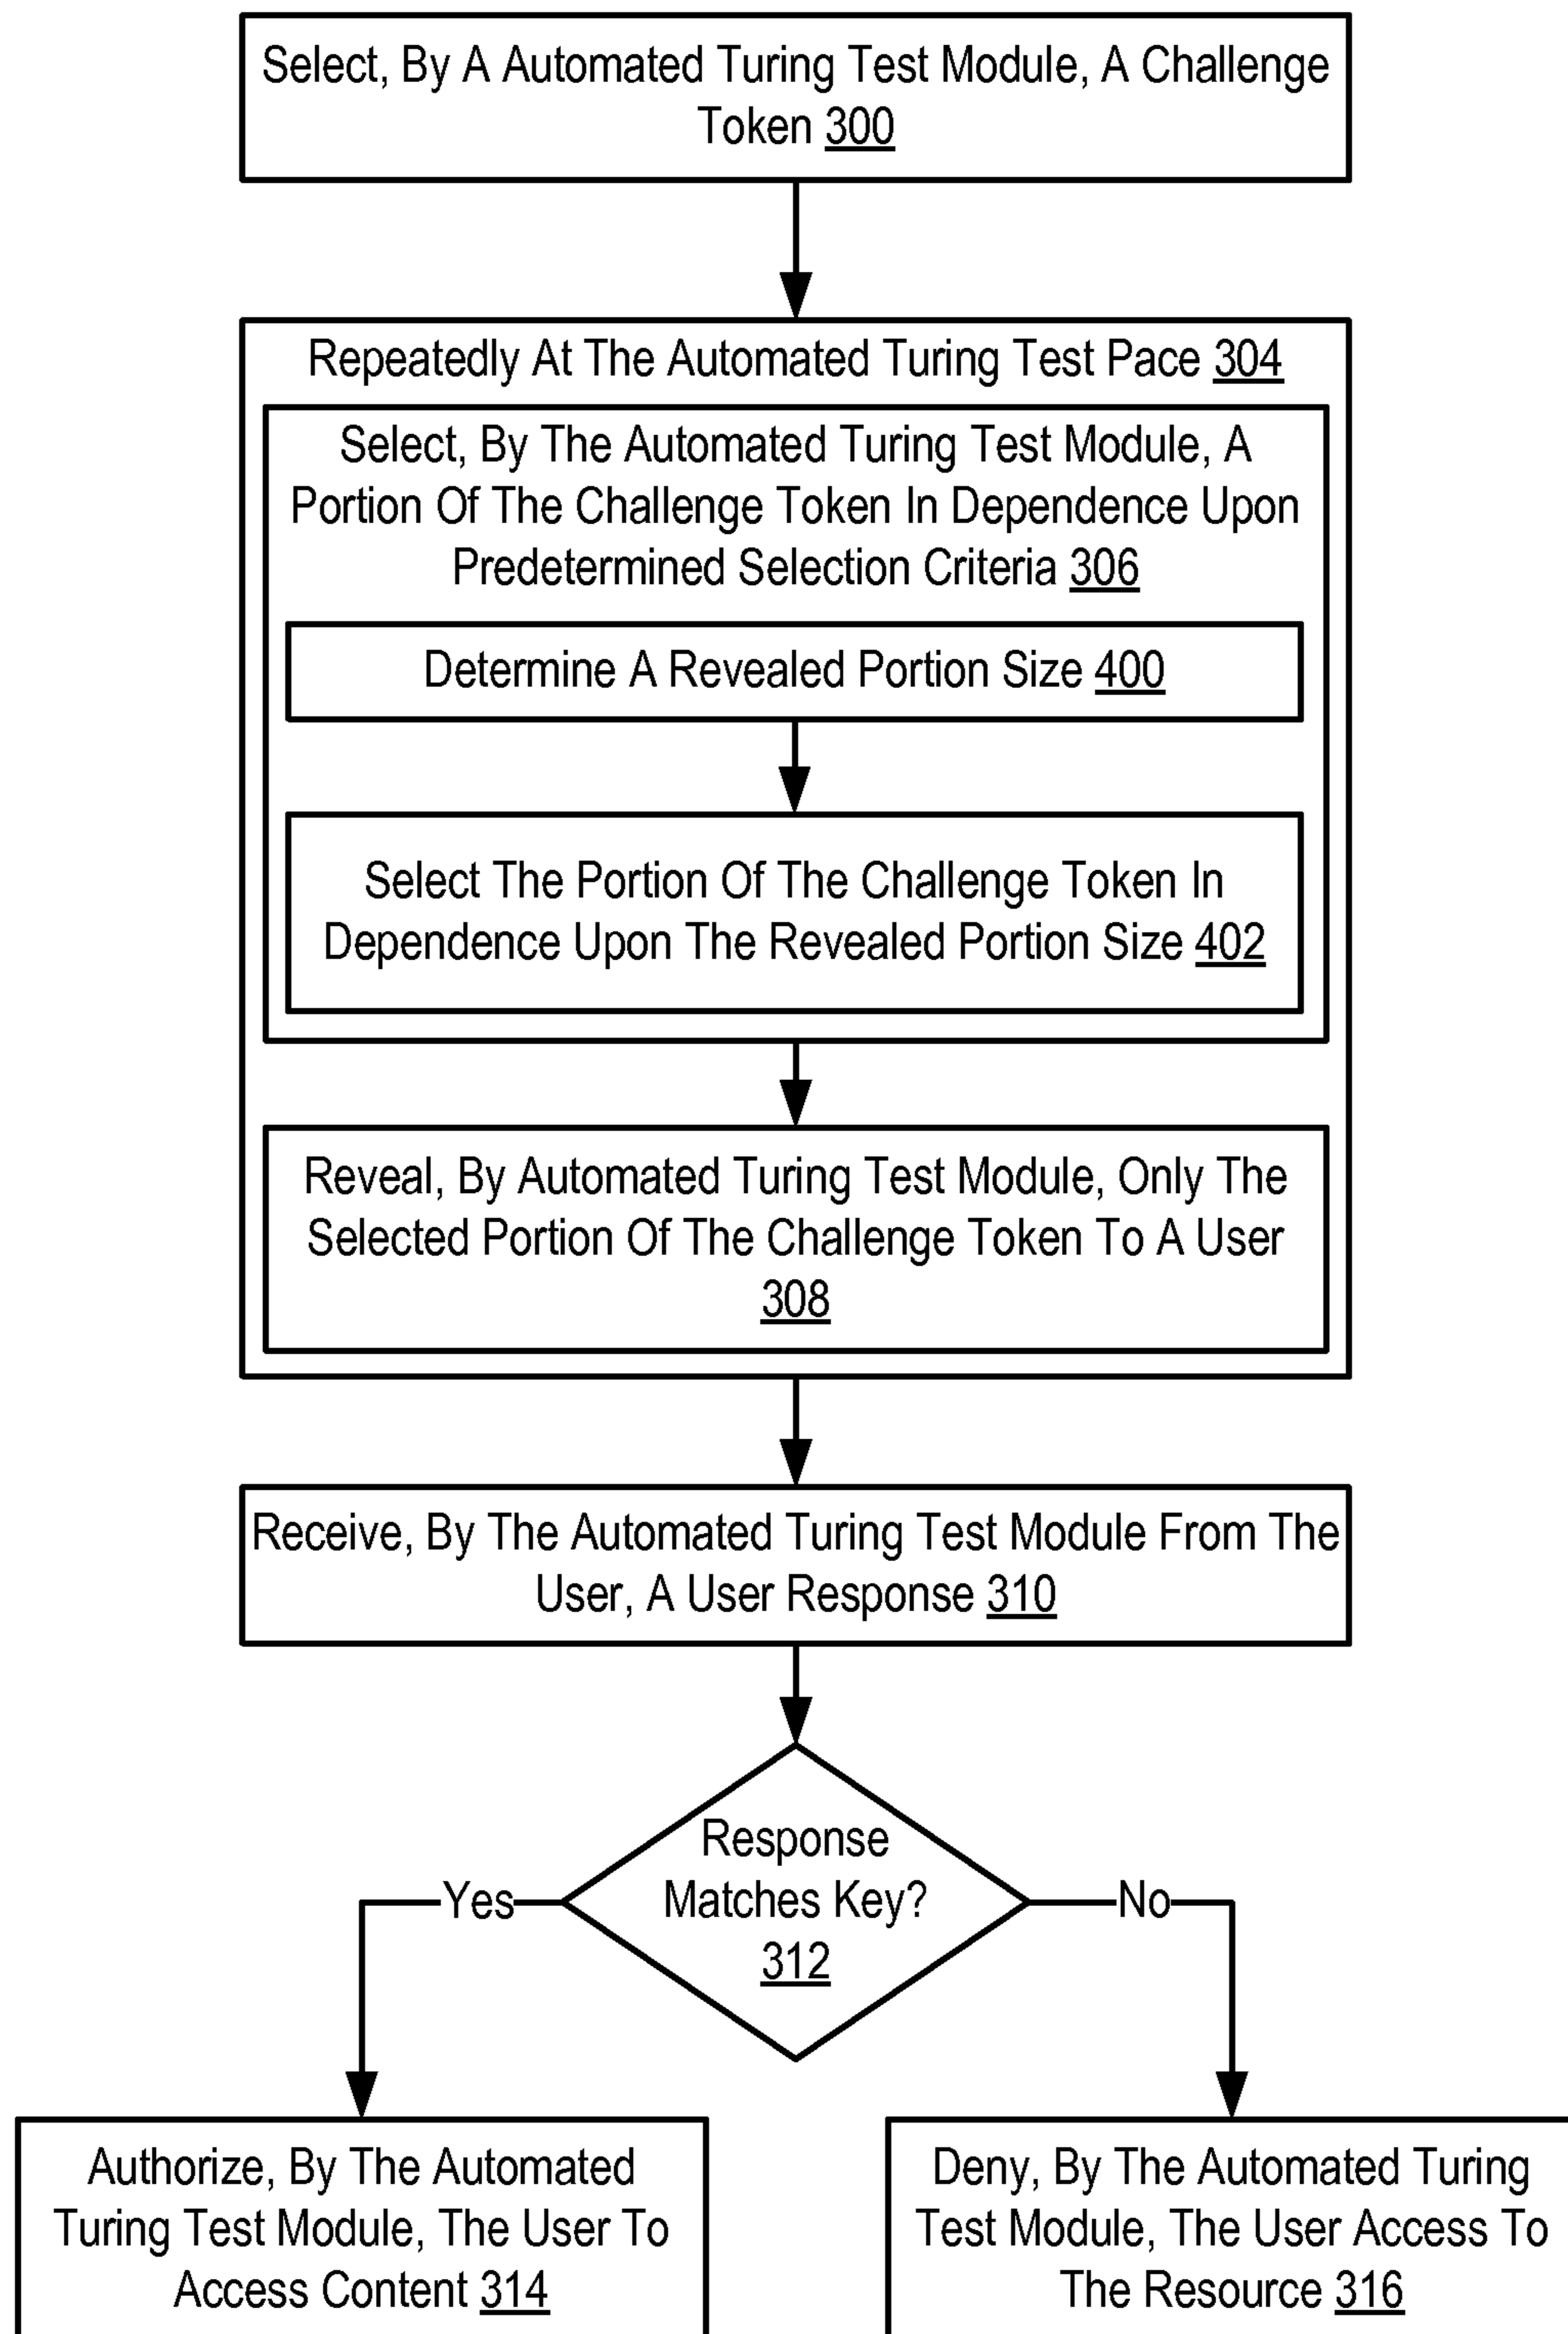 Select, By A Automated Turing Test Module, A Challenge
Token 300
Repeatedly At The Automated Turing Test Pace 304
Select, By The Automated Turing Test Module, A
Portion Of The Challenge Token In Dependence Upon
Predetermined Selection Criteria 306
Determine A Revealed Portion Size 400
Select The Portion Of The Challenge Token In
Dependence Upon The Revealed Portion Size 402
Reveal, By Automated Turing Test Module, Only The
Selected Portion Of The Challenge Token To A User
308
Receive, By The Automated Turing Test Module From The
User, A User Response 310
Response
Matches Key?
312
Yes
No
Authorize, By The Automated
Turing Test Module, The User To
Access Content 314
Deny, By The Automated Turing
Test Module, The User Access To
The Resource 316